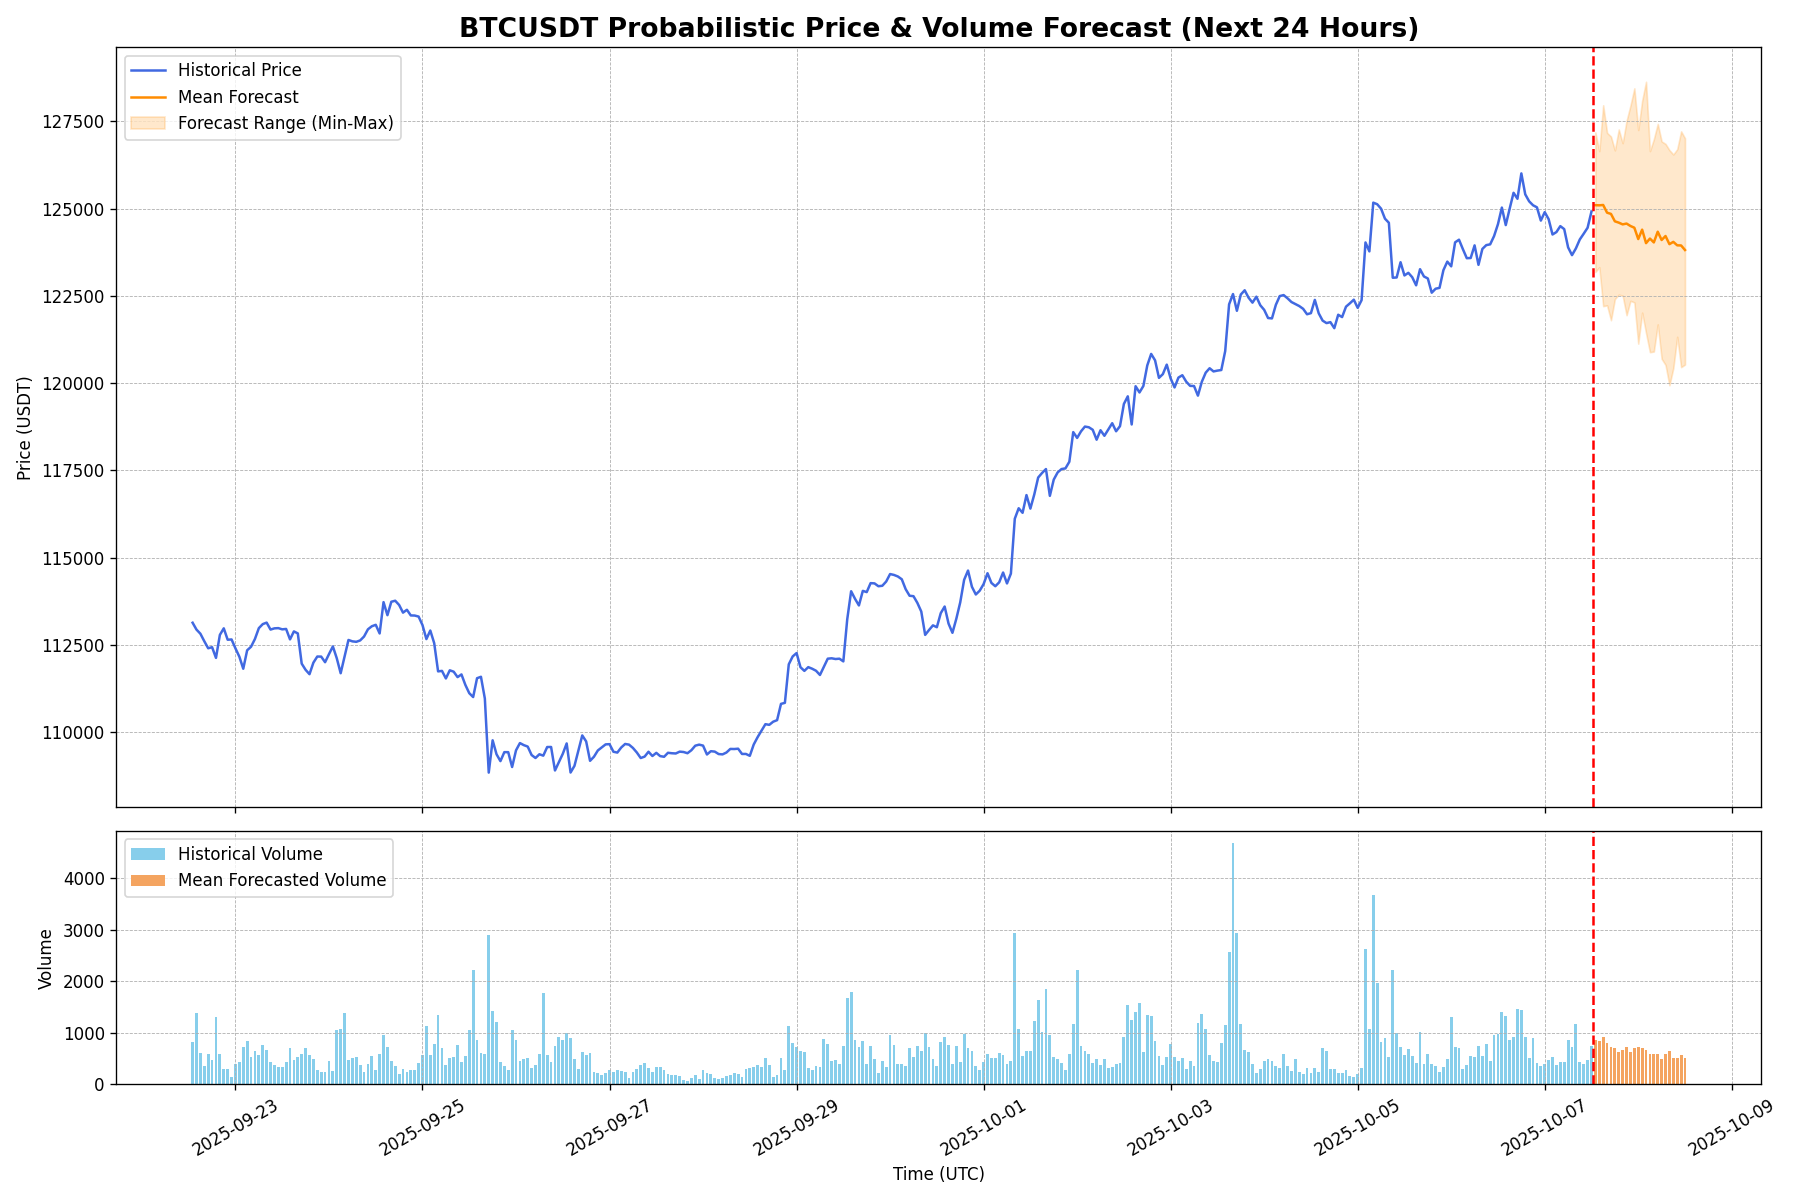 BTCUSDT Probabilistic Price & Volume Forecast (Next 24 Hours)
Historical Price
Mean Forecast
Forecast Range (Min-Max)
127500
125000
122500
120000
117500
115000
112500
110000
Price (USDT)
Historical Volume
Mean Forecasted Volume
4000
3000
2000
1000
0
Volume
2025-09-23
2025-09-25
2025-09-27
2025-09-29
2025-10-01
2025-10-03
2025-10-05
2025-10-07
2025-10-09
Time (UTC)